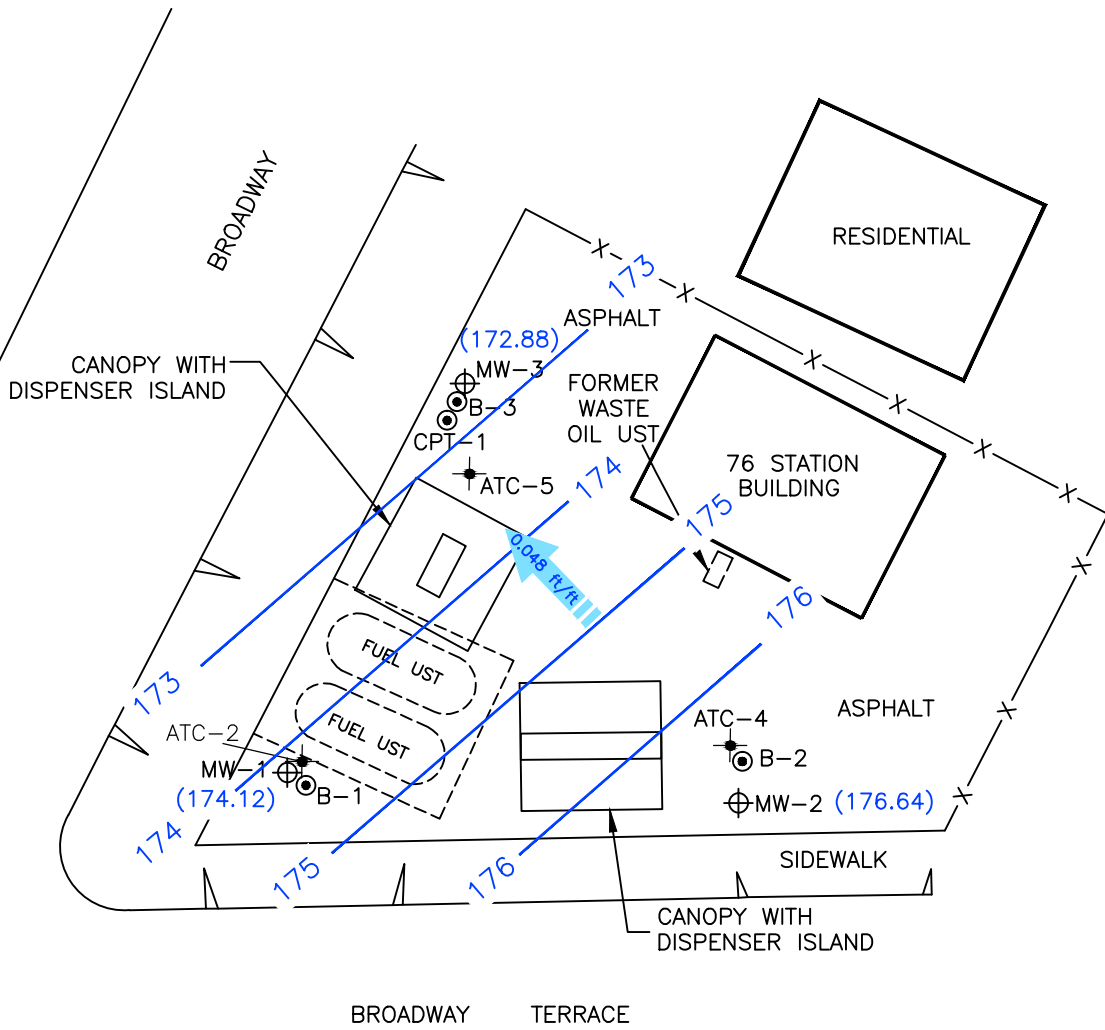 BROADWAY
RESIDENTIAL
173
ASPHALT
(172.88)
CANOPY WITH
DISPENSER ISLAND
MW-3
B-3
CPT-1
FORMER
WASTE
OIL UST
76 STATION
BUILDING
174
ATC-5
175
0.048 ft/ft
176
FUEL UST
FUEL UST
173
ATC-2
MW-1
(174.12)
B-1
174
175
176
ATC-4
ASPHALT
B-2
MW-2 (176.64)
SIDEWALK
CANOPY WITH
DISPENSER ISLAND
BROADWAY TERRACE